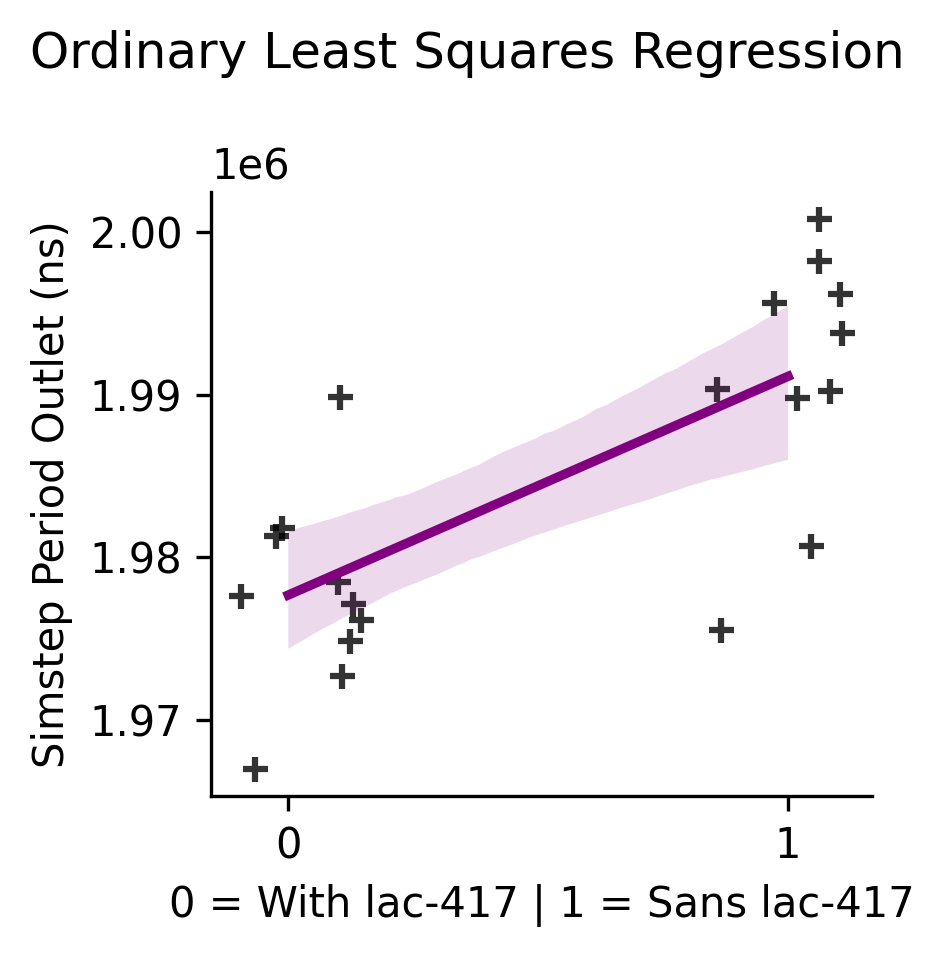 Ordinary Least Squares Regression
1e6
2.00
1.99
1.98
1.97
Simstep Period Outlet (ns)
0 1
0 = With lac-417 | 1 = Sans lac-417